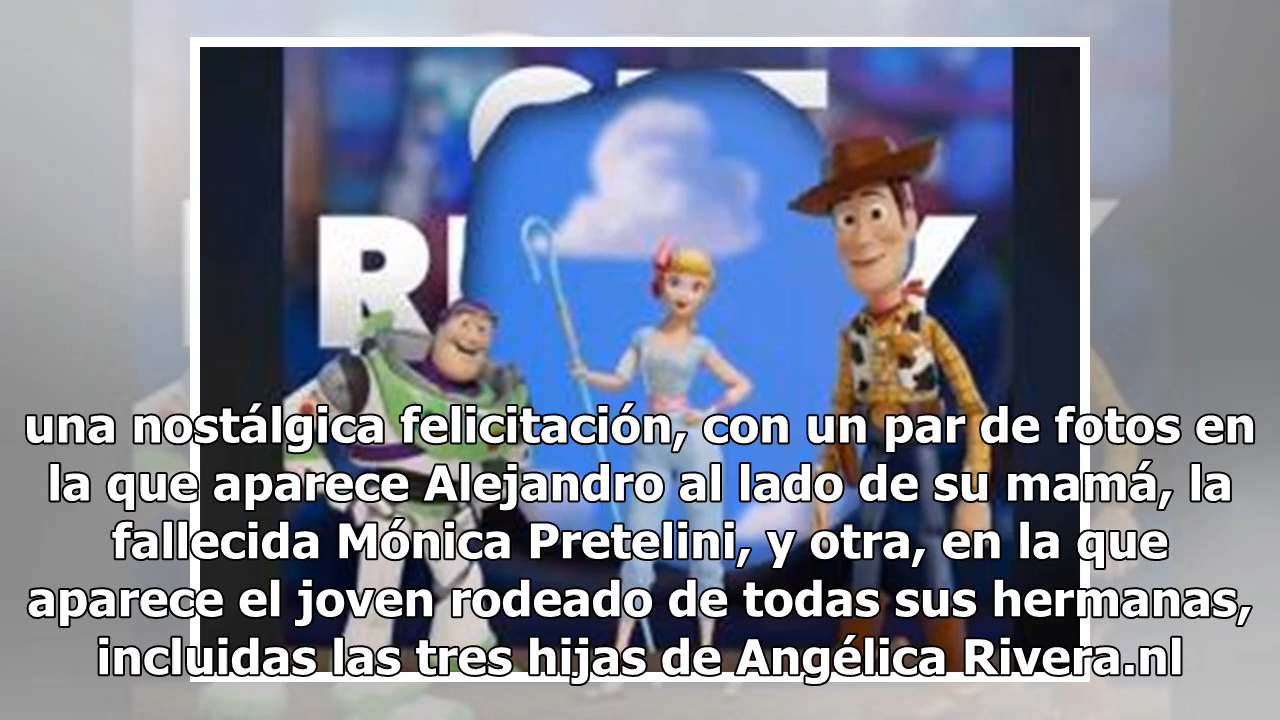 una nostálgica felicitación, con un par de fotos en
la que aparece Alejandro al lado de su mamá, la
fallecida Mónica Pretelini, y otra, en la que
aparece el joven rodeado de todas sus hermanas,
incluidas las tres hijas de Angélica Rivera.nl